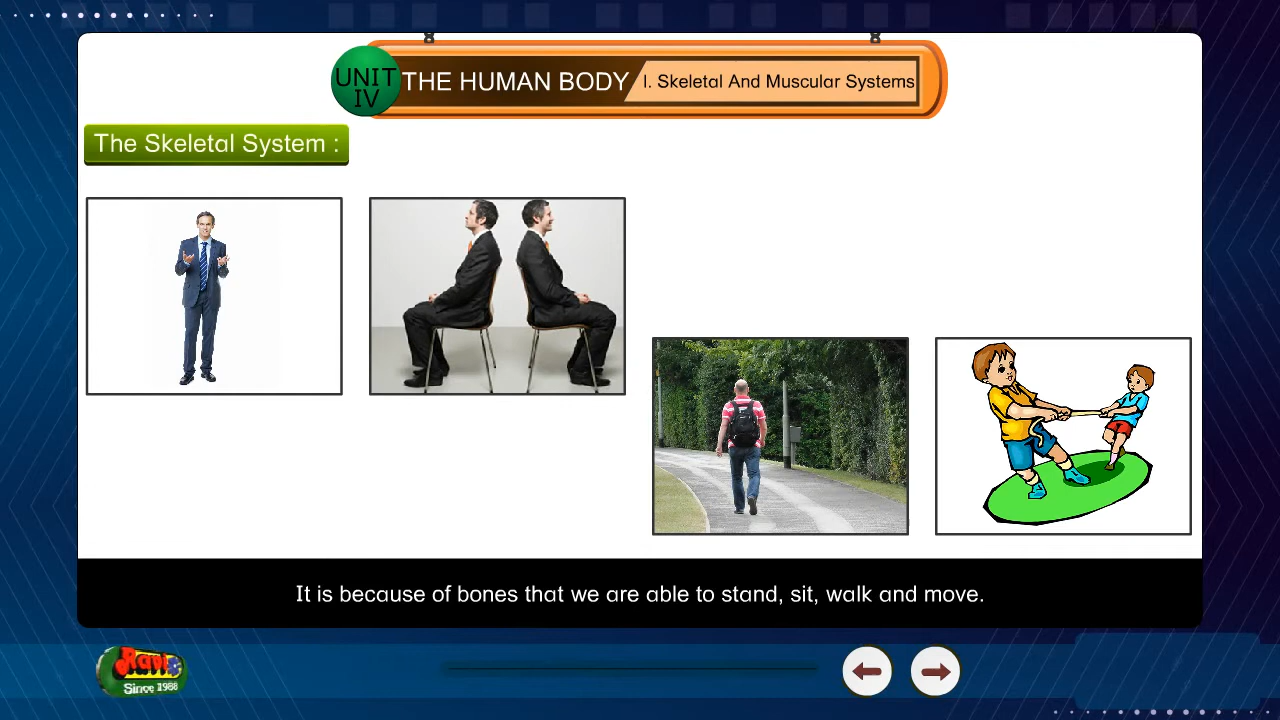 UNIT
IV
THE HUMAN BODY
I. Skeletal And Muscular Systems
The Skeletal System :
It is because of bones that we are able to stand, sit, walk and move.
Since 1988